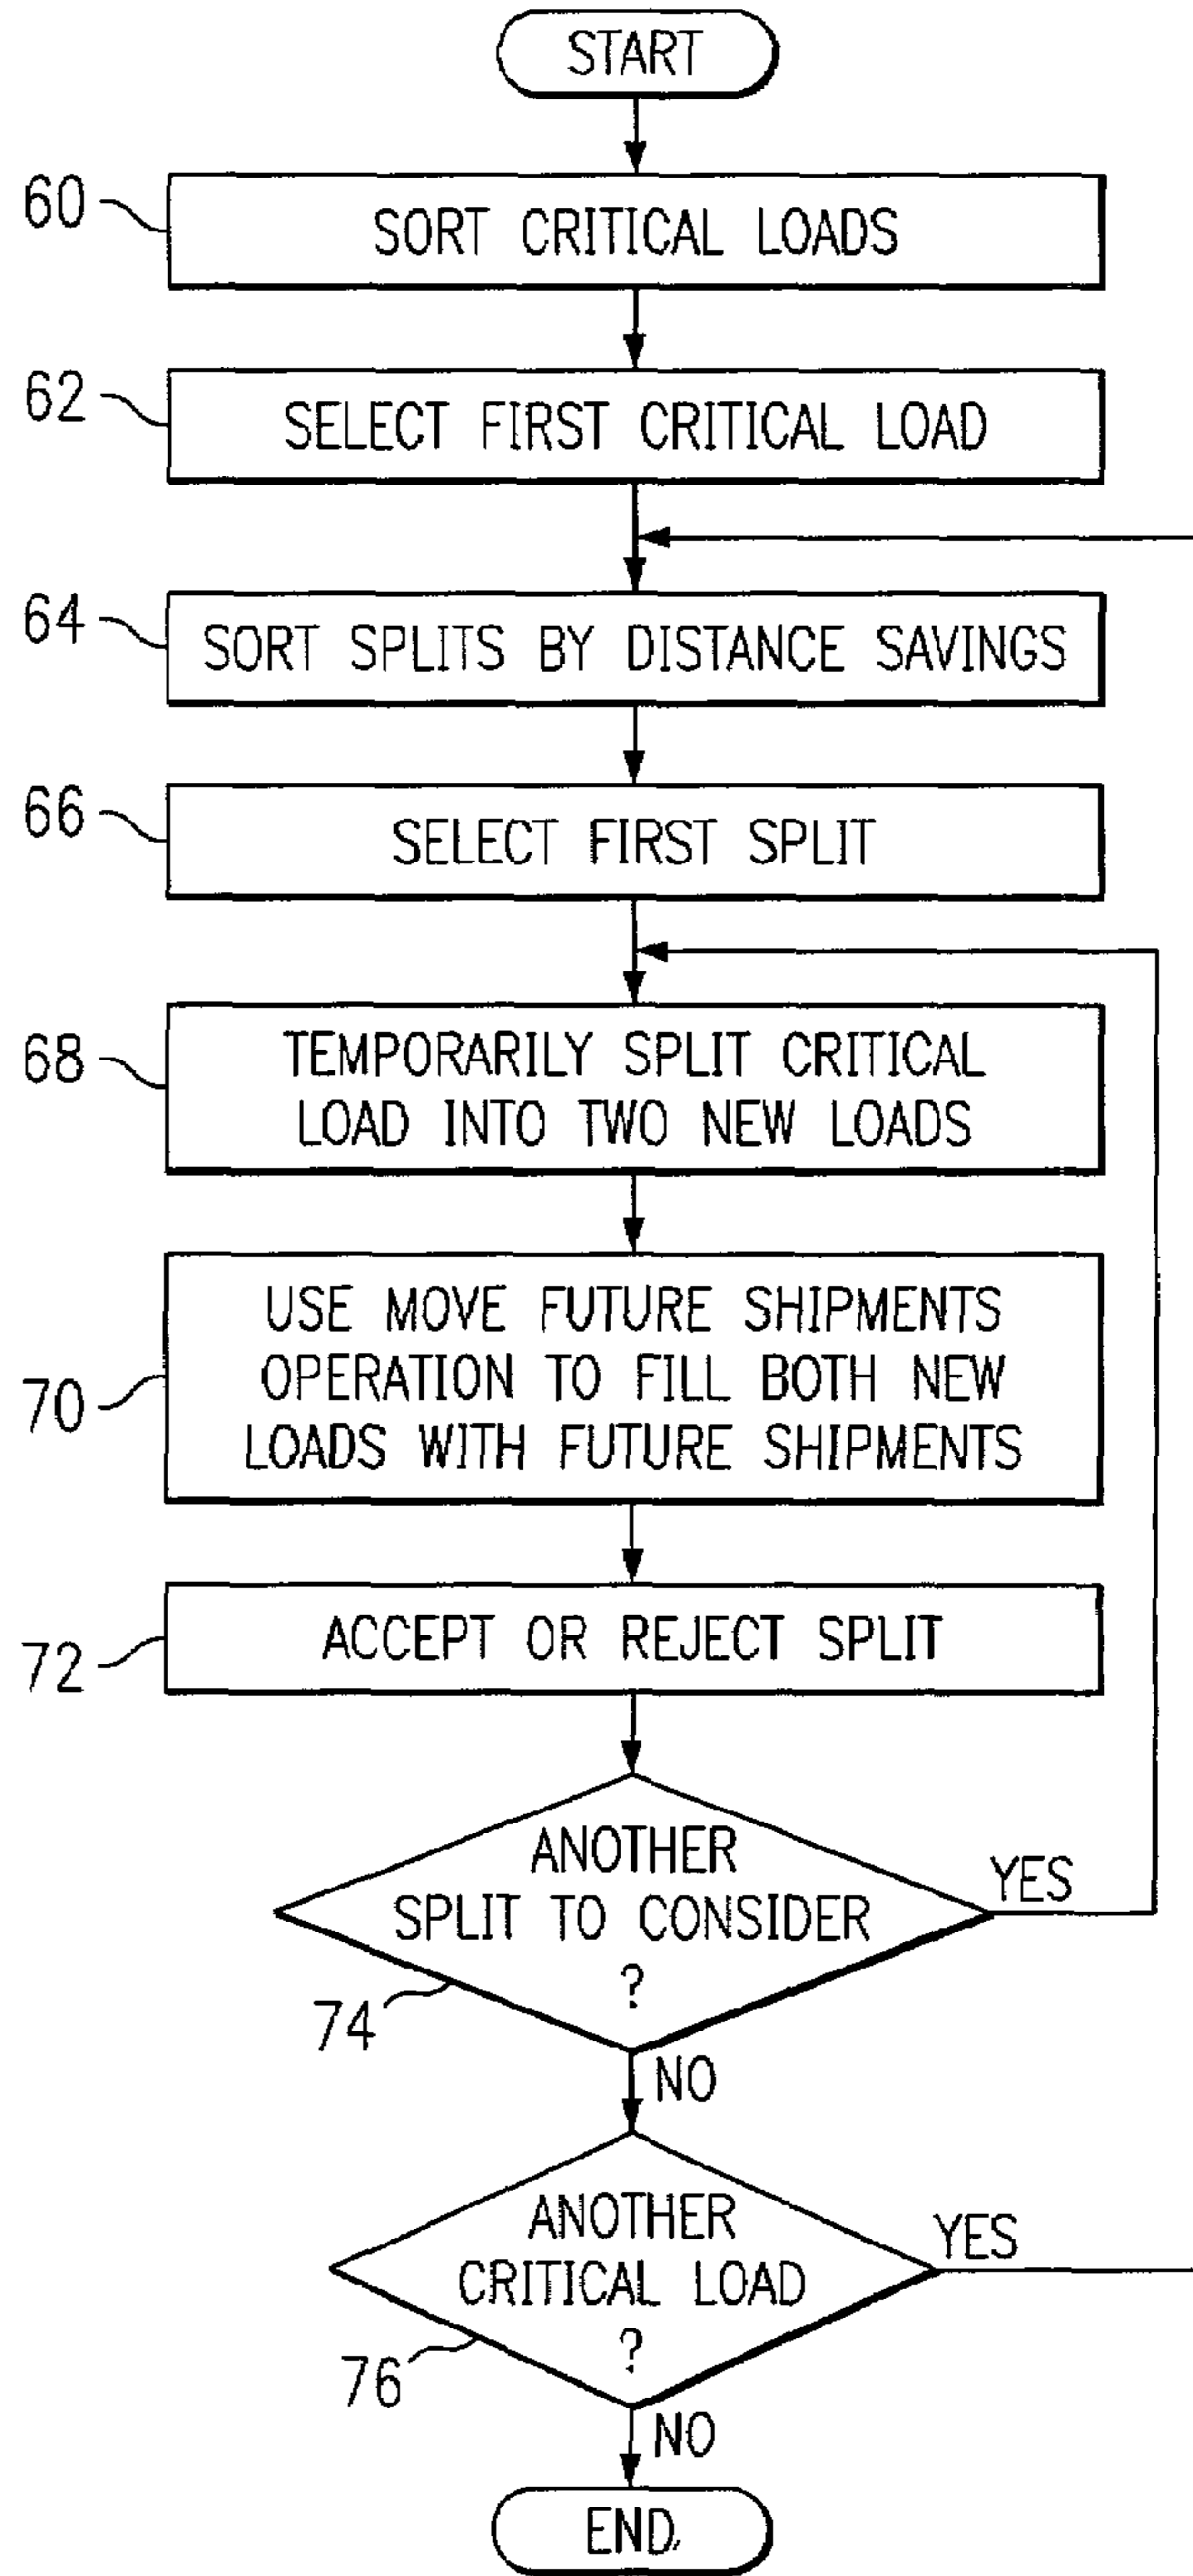 START
60
SORT CRITICAL LOADS
62
SELECT FIRST CRITICAL LOAD
64
SORT SPLITS BY DISTANCE SAVINGS
66
SELECT FIRST SPLIT
68
TEMPORARILY SPLIT CRITICAL
LOAD INTO TWO NEW LOADS
70
USE MOVE FUTURE SHIPMENTS
OPERATION TO FILL BOTH NEW
LOADS WITH FUTURE SHIPMENTS
72
ACCEPT OR REJECT SPLIT
74
ANOTHER
SPLIT TO CONSIDER
?
YES
NO
76
ANOTHER
CRITICAL LOAD
?
YES
NO
END